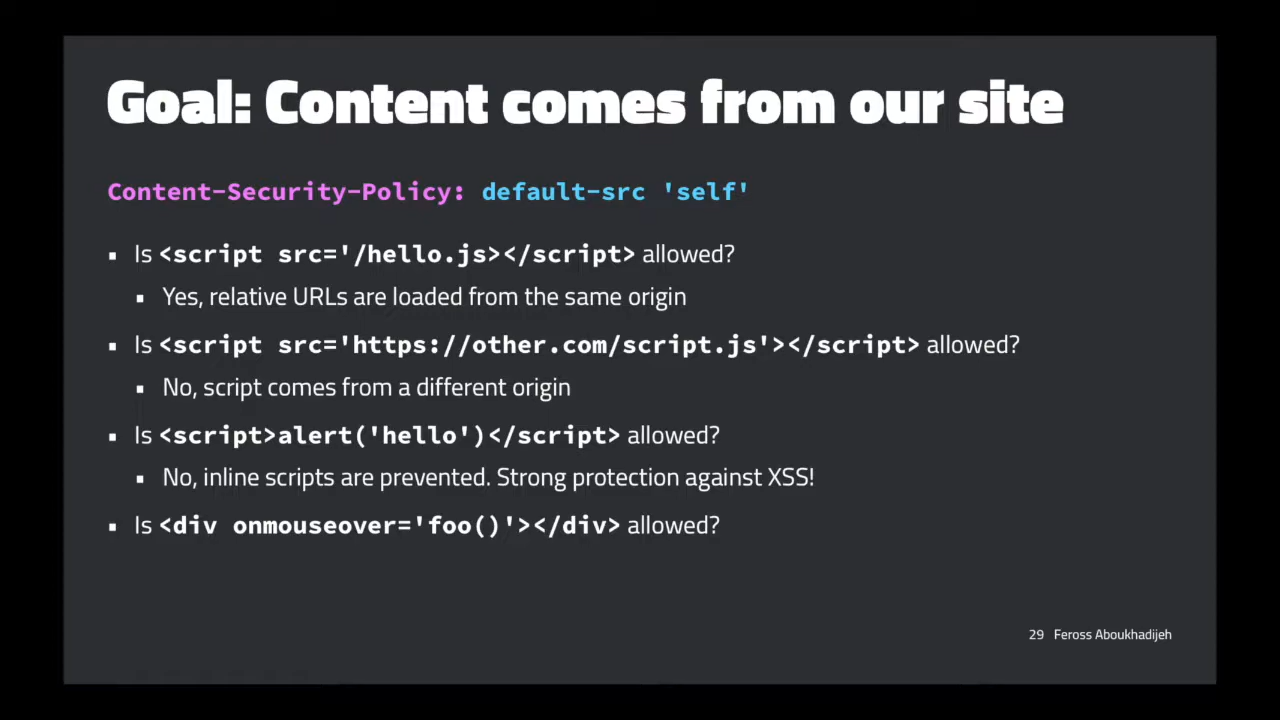 Goal: Content comes from our site
Content-Security-Policy: default-src 'self'
▪ Is <script src='/hello.js></script> allowed?
▪ Yes, relative URLs are loaded from the same origin
▪ Is <script src='https://other.com/script.js'></script> allowed?
▪ No, script comes from a different origin
▪ Is <script>alert('hello')</script> allowed?
▪ No, inline scripts are prevented. Strong protection against XSS!
▪ Is <div onmouseover='foo()'></div> allowed?
29 Feross Aboukhadijeh